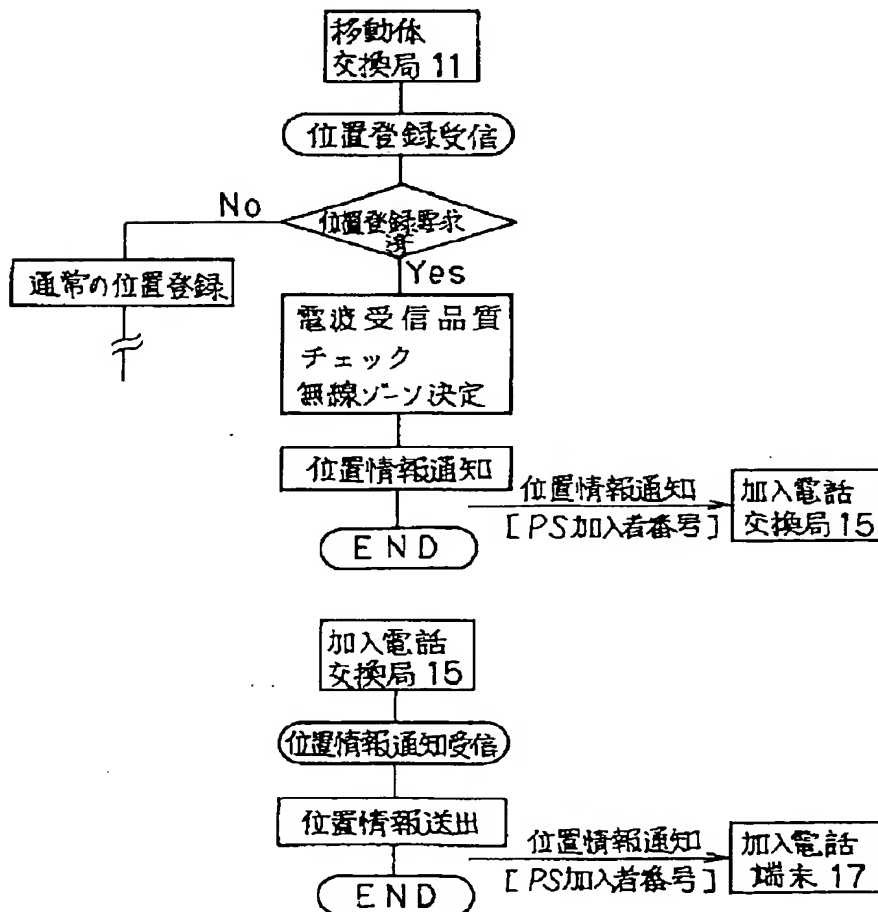 移動体
交換局 11
位置登録受信
位置登録要求
済
No
Yes
通常の位置登録
電波受信品質
チェック
無線ゾーン決定
位置情報通知
END
位置情報通知
[PS加入者番号]
加入電話
交換局 15
加入電話
交換局 15
位置情報通知受信
位置情報送出
END
位置情報通知
[PS加入者番号]
加入電話
端末 17